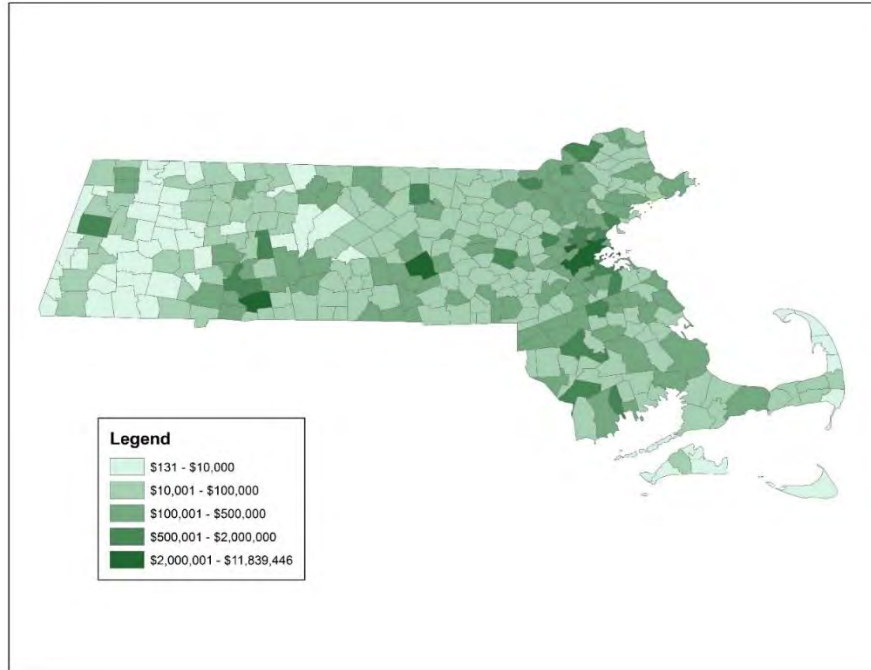 Legend
$131 - $10,000
$10,001 - $100,000
$100,001 - $500,000
$500,001 - $2,000,000
$2,000,001 - $11,839,446